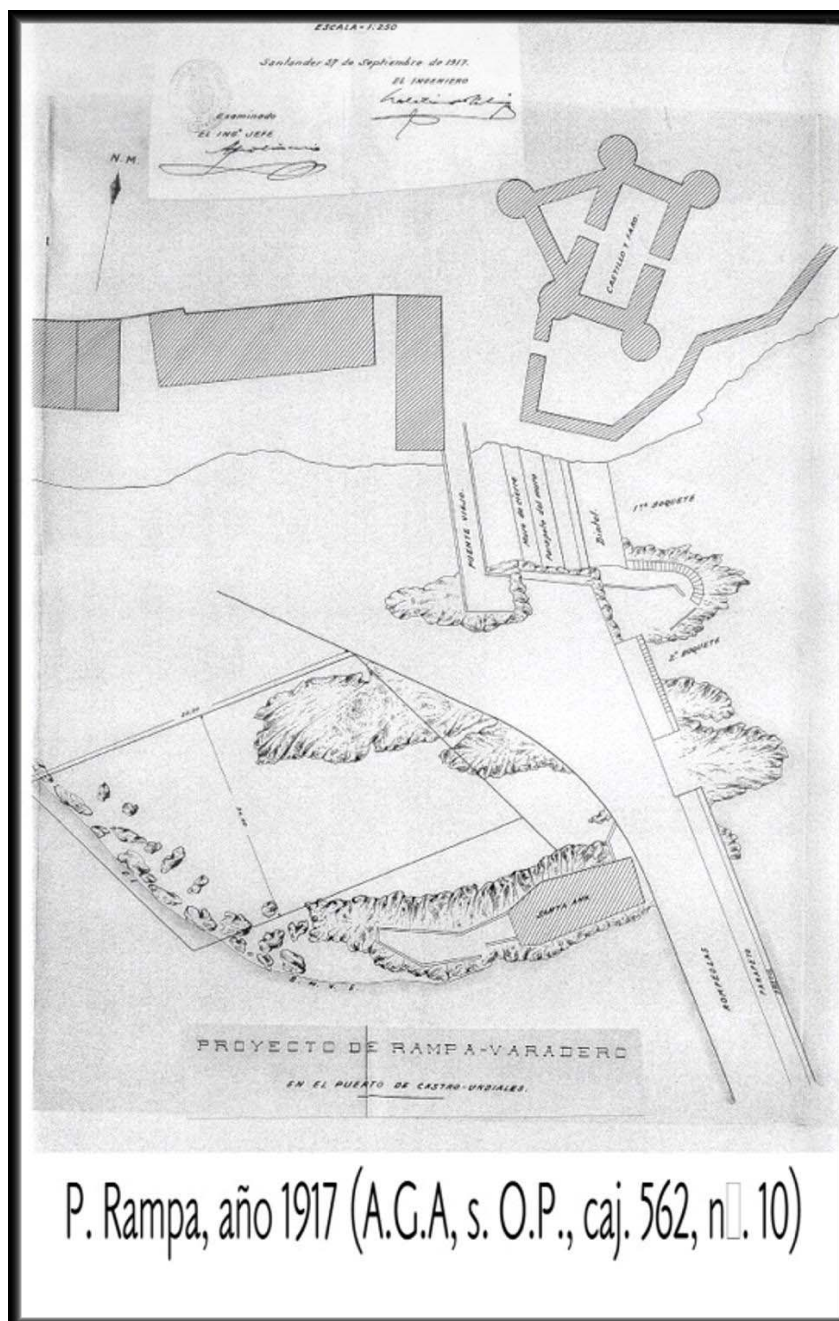 ESCALA = 1:250
Santander 27 de Septiembre de 1917.
EL INGENIERO
Examinado
EL ING.º JEFE
N. M.
CASTILLO Y FARO.
PUENTE VIEJO.
Muro de cierre
Parapeto del muro
Dintel.
1er BOQUETE
2º BOQUETE
SANTA ANA.
ROMPEOLAS
PARAPETO
B. M. V. E.
PROYECTO DE RAMPA-VARADERO
EN EL PUERTO DE CASTRO-URDIALES.
P. Rampa, año 1917 (A.G.A, s. O.P., caj. 562, n□. 10)